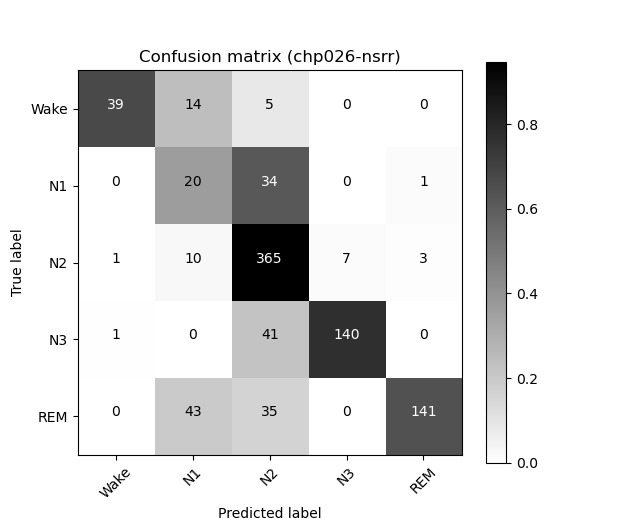 Confusion matrix (chp026-nsrr)
Wake 39 14 5 0 0
N1 0 20 34 0 1
N2 1 10 365 7 3
N3 1 0 41 140 0
REM 0 43 35 0 141
Wake N1 N2 N3 REM
Predicted label
True label
0.8
0.6
0.4
0.2
0.0